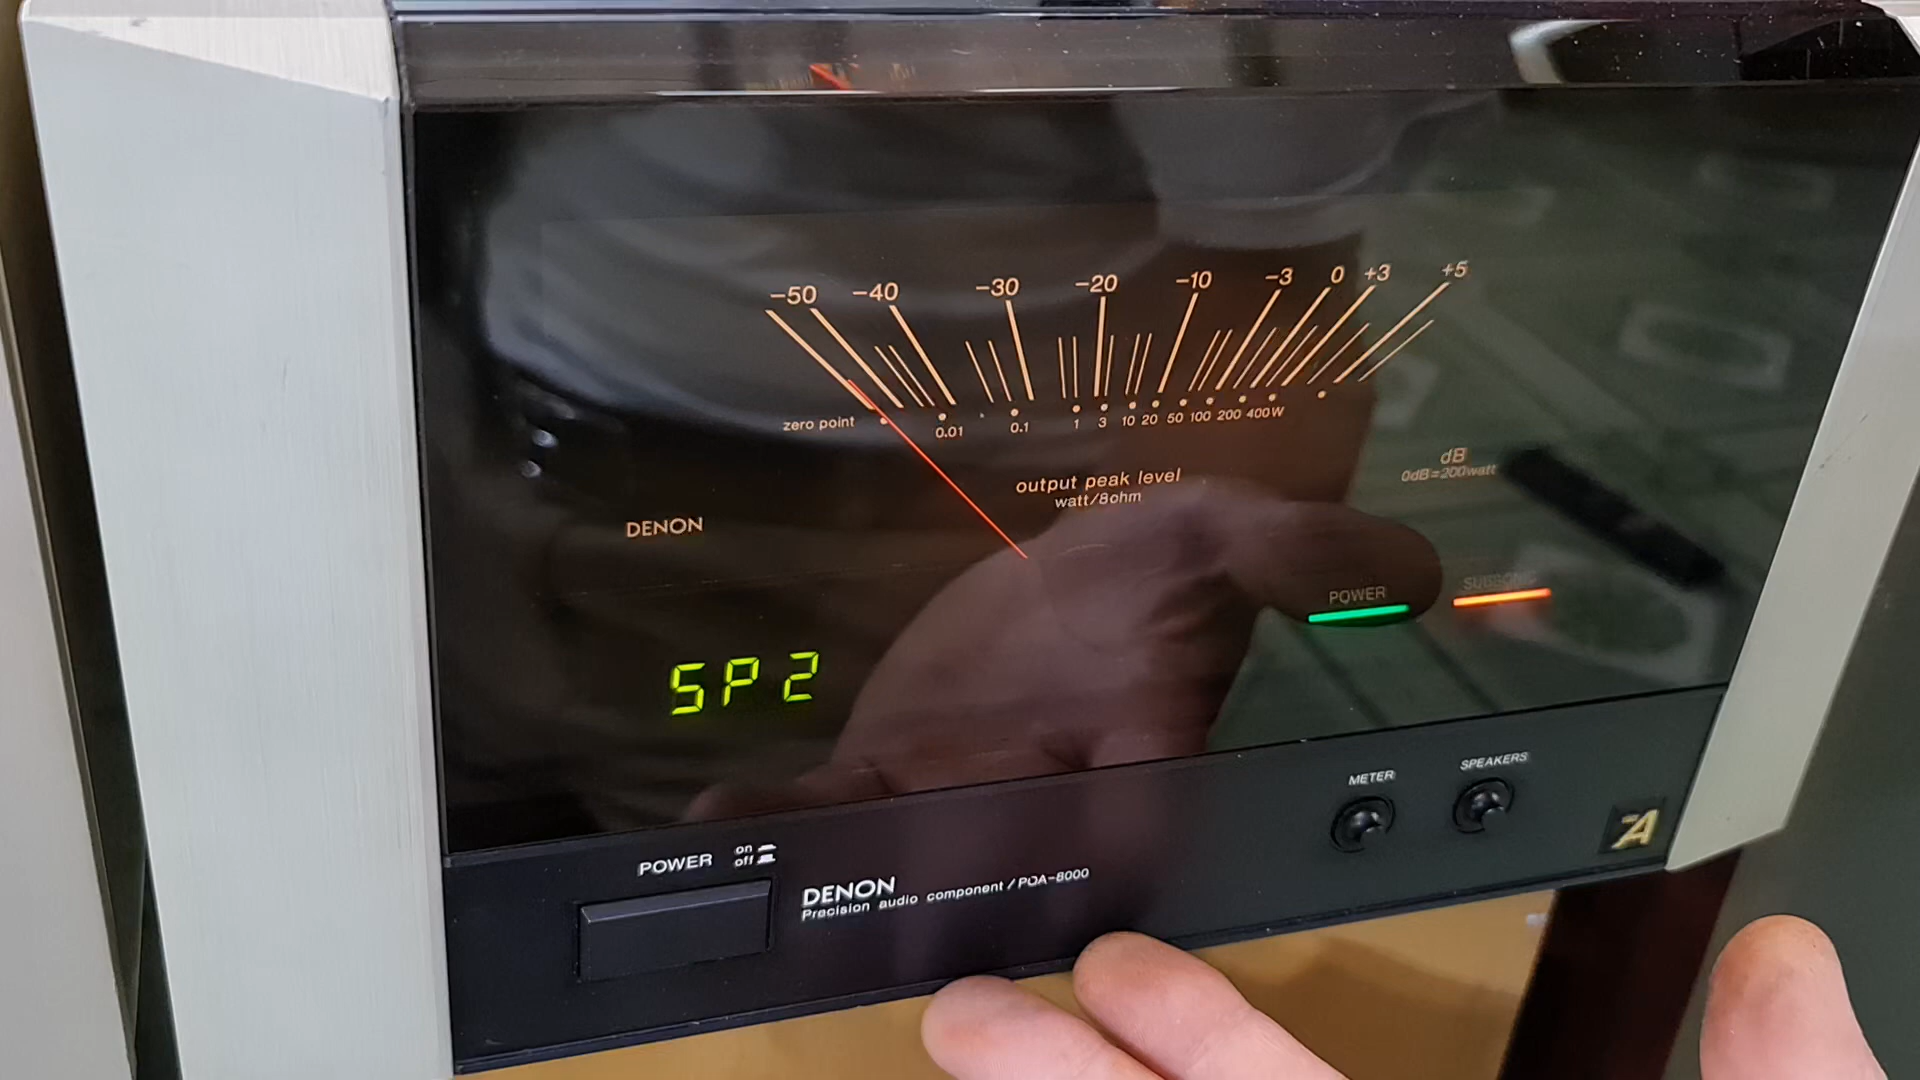 -50 -40 -30 -20 -10 -3 0 +3 +5
zero point 0.01 0.1 1 3 10 20 50 100 200 400W
output peak level
watt/8ohm
dB
0dB=200watt
DENON
POWER SUBSONIC
SP2
METER SPEAKERS
POWER on
off
DENON
Precision audio component / POA-8000
A